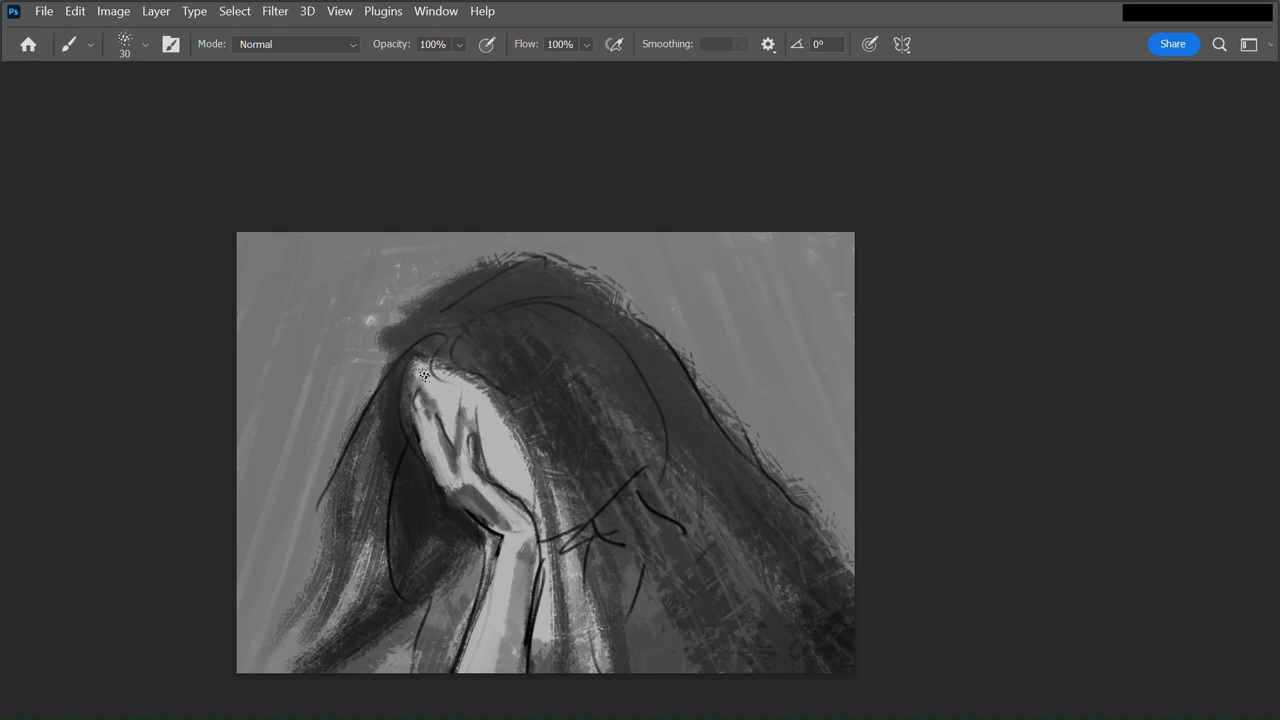 Ps File Edit Image Layer Type Select Filter 3D View Plugins Window Help
30 Mode: Normal Opacity: 100% Flow: 100% Smoothing: 0° Share